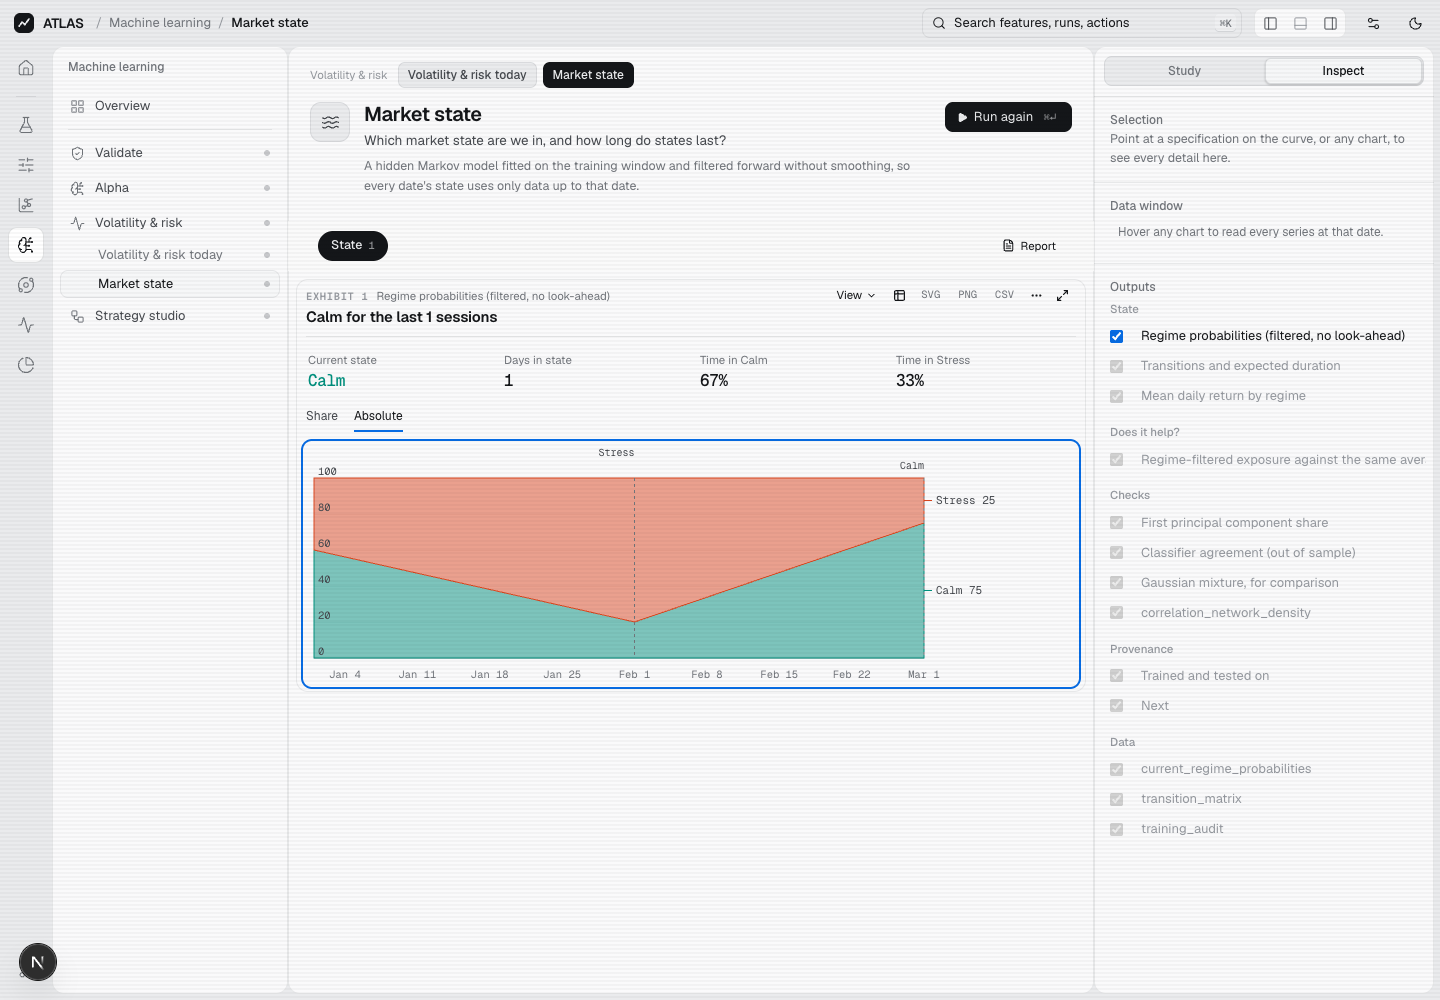 ATLAS / Machine learning / Market state
Search features, runs, actions ⌘K
Machine learning
Overview
Validate
Alpha
Volatility & risk
Volatility & risk today
Market state
Strategy studio
Volatility & risk Volatility & risk today Market state
Market state
Which market state are we in, and how long do states last?
A hidden Markov model fitted on the training window and filtered forward without smoothing, so
every date's state uses only data up to that date.
Run again ⌘↵
State 1
Report
EXHIBIT 1 Regime probabilities (filtered, no look-ahead)
View SVG PNG CSV
Calm for the last 1 sessions
Current state Days in state Time in Calm Time in Stress
Calm 1 67% 33%
Share Absolute
Stress
Calm
100
80
60
40
20
0
Stress 25
Calm 75
Jan 4 Jan 11 Jan 18 Jan 25 Feb 1 Feb 8 Feb 15 Feb 22 Mar 1
Study Inspect
Selection
Point at a specification on the curve, or any chart, to
see every detail here.
Data window
Hover any chart to read every series at that date.
Outputs
State
Regime probabilities (filtered, no look-ahead)
Transitions and expected duration
Mean daily return by regime
Does it help?
Regime-filtered exposure against the same aver
Checks
First principal component share
Classifier agreement (out of sample)
Gaussian mixture, for comparison
correlation_network_density
Provenance
Trained and tested on
Next
Data
current_regime_probabilities
transition_matrix
training_audit
N